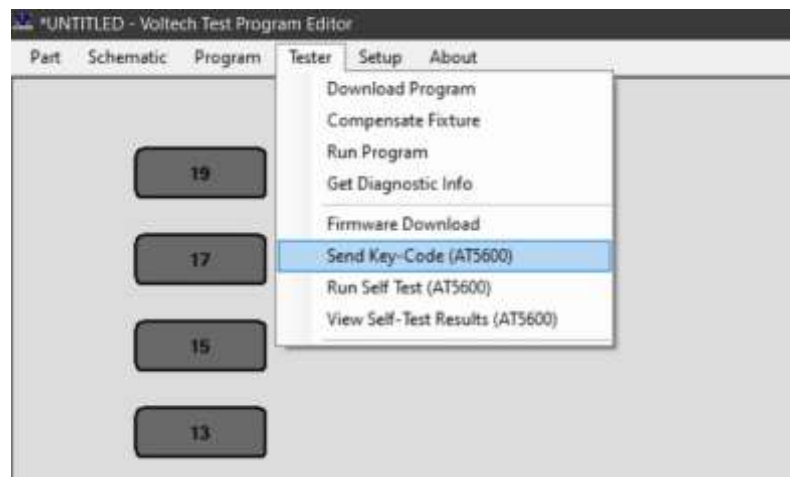 *UNTITLED - Voltech Test Program Editor
Part Schematic Program Tester Setup About
Download Program
Compensate Fixture
Run Program
Get Diagnostic Info
Firmware Download
Send Key-Code (AT5600)
Run Self Test (AT5600)
View Self-Test Results (AT5600)
19
17
15
13